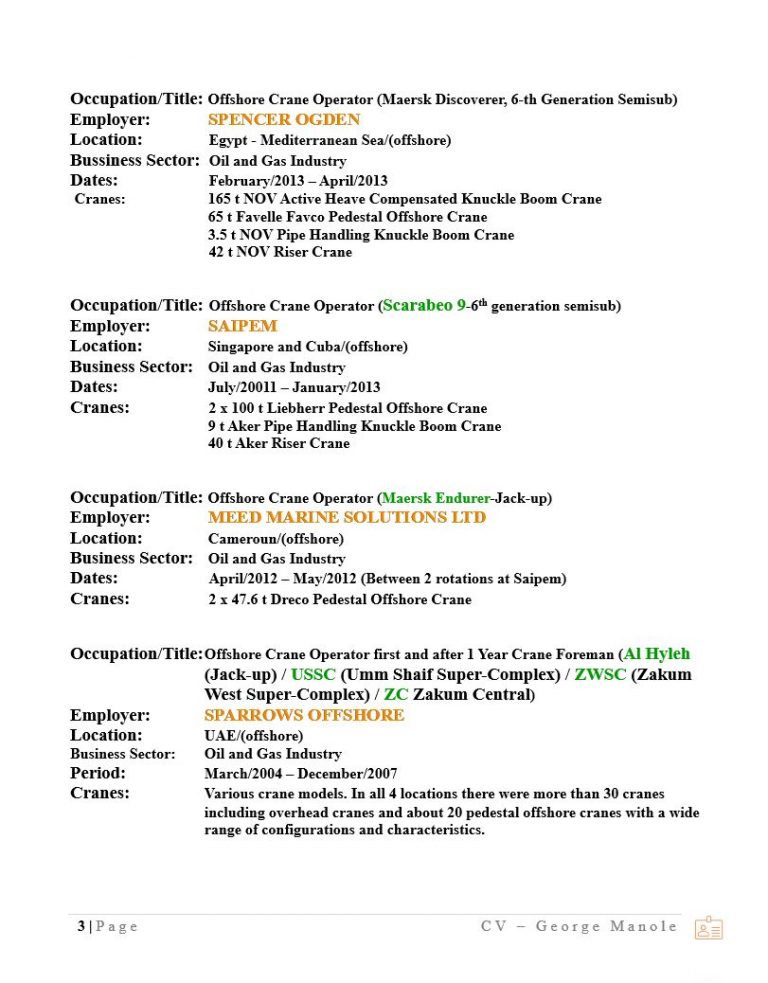 Occupation/Title: Offshore Crane Operator (Maersk Discoverer, 6-th Generation Semisub)
Employer: SPENCER OGDEN
Location: Egypt - Mediterranean Sea/(offshore)
Bussiness Sector: Oil and Gas Industry
Dates: February/2013 – April/2013
Cranes: 165 t NOV Active Heave Compensated Knuckle Boom Crane
65 t Favelle Favco Pedestal Offshore Crane
3.5 t NOV Pipe Handling Knuckle Boom Crane
42 t NOV Riser Crane
Occupation/Title: Offshore Crane Operator (Scarabeo 9-6th generation semisub)
Employer: SAIPEM
Location: Singapore and Cuba/(offshore)
Business Sector: Oil and Gas Industry
Dates: July/20011 – January/2013
Cranes: 2 x 100 t Liebherr Pedestal Offshore Crane
9 t Aker Pipe Handling Knuckle Boom Crane
40 t Aker Riser Crane
Occupation/Title: Offshore Crane Operator (Maersk Endurer-Jack-up)
Employer: MEED MARINE SOLUTIONS LTD
Location: Cameroun/(offshore)
Business Sector: Oil and Gas Industry
Dates: April/2012 – May/2012 (Between 2 rotations at Saipem)
Cranes: 2 x 47.6 t Dreco Pedestal Offshore Crane
Occupation/Title: Offshore Crane Operator first and after 1 Year Crane Foreman (Al Hyleh
(Jack-up) / USSC (Umm Shaif Super-Complex) / ZWSC (Zakum
West Super-Complex) / ZC Zakum Central)
Employer: SPARROWS OFFSHORE
Location: UAE/(offshore)
Business Sector: Oil and Gas Industry
Period: March/2004 – December/2007
Cranes: Various crane models. In all 4 locations there were more than 30 cranes
including overhead cranes and about 20 pedestal offshore cranes with a wide
range of configurations and characteristics.
3 | Page CV – George Manole